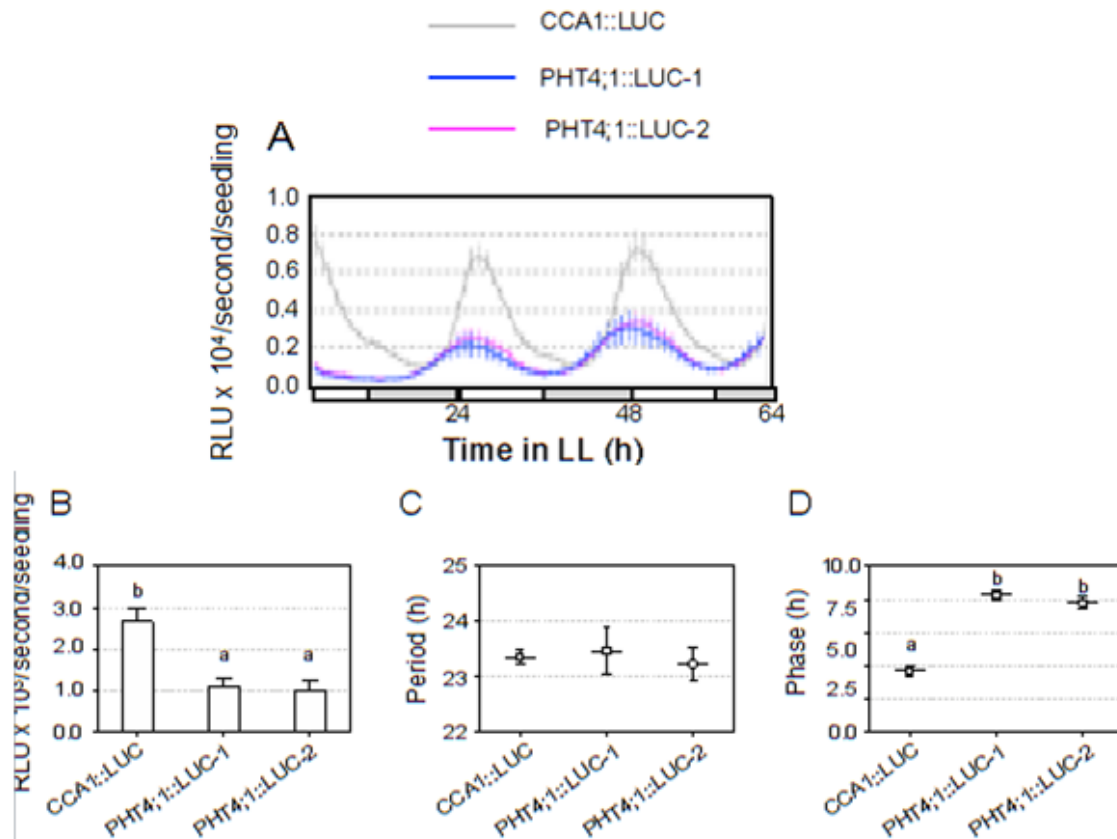 CCA1::LUC
PHT4;1::LUC-1
PHT4;1::LUC-2
A
RLU x 10⁴/second/seedling
1.0
0.8
0.6
0.4
0.2
0.0
24
48
64
Time in LL (h)
B
/second/seeding
4.0
3.0
2.0
1.0
0.0
b
a
a
CCA1::LUC
PHT4;1::LUC-1
PHT4;1::LUC-2
C
Period (h)
25
24
23
22
CCA1::LUC
PHT4;1::LUC-1
PHT4;1::LUC-2
D
Phase (h)
10.0
7.5
5.0
2.5
0.0
a
b
b
CCA1::LUC
PHT4;1::LUC-1
PHT4;1::LUC-2